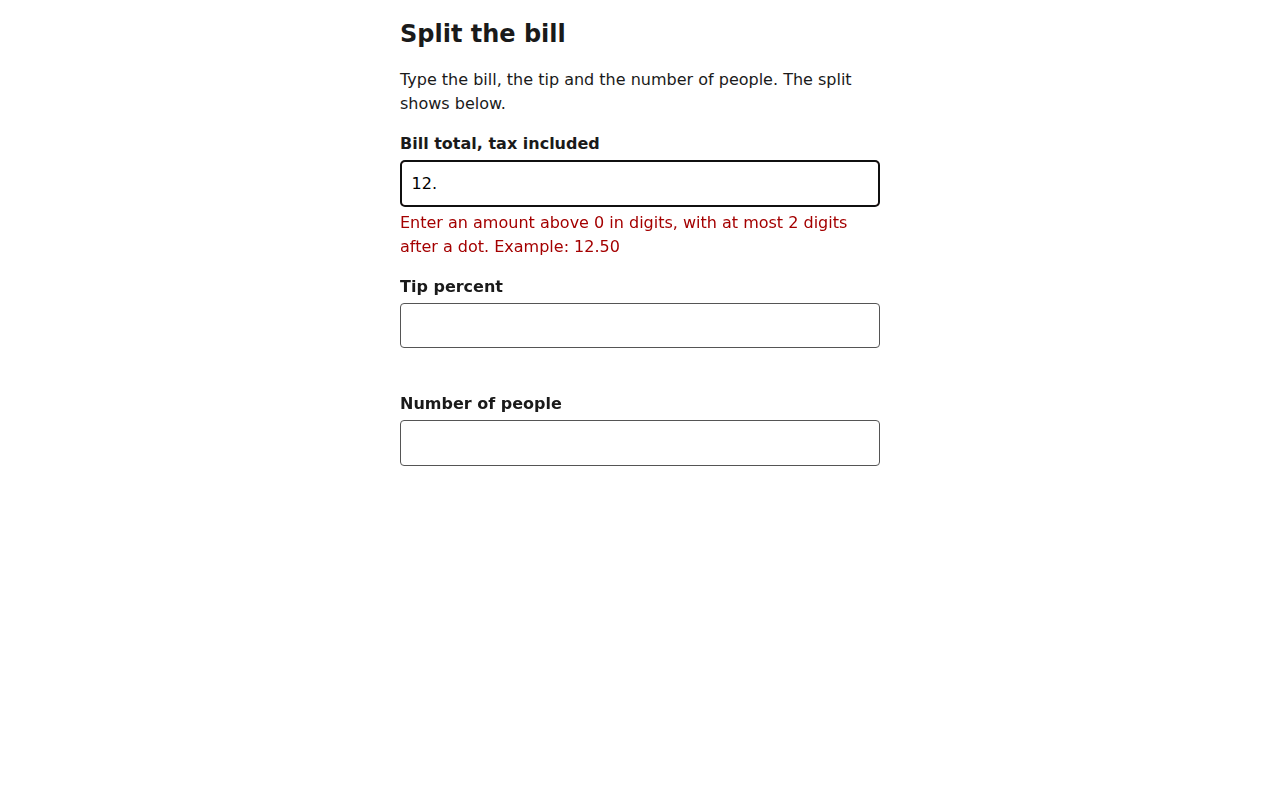 Split the bill
Type the bill, the tip and the number of people. The split
shows below.
Bill total, tax included
12.
Enter an amount above 0 in digits, with at most 2 digits
after a dot. Example: 12.50
Tip percent
Number of people